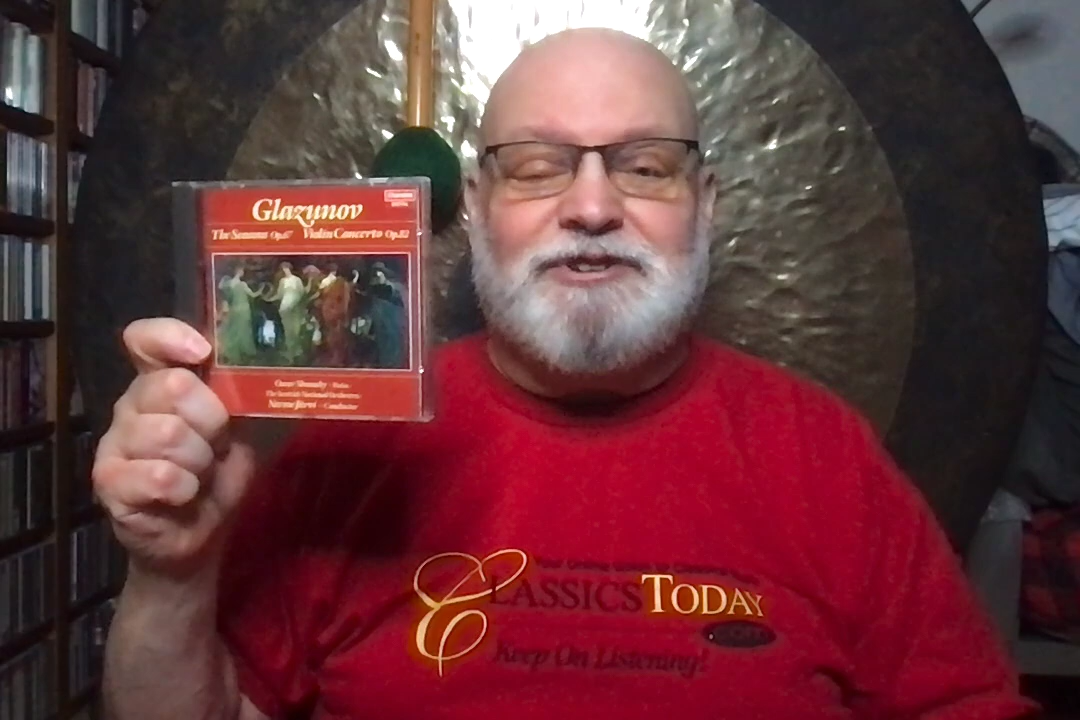 Glazunov
The Seasons Op.67 Violin Concerto Op.82
Oscar Shumsky - Violin
The Scottish National Orchestra
Neeme Järvi - Conductor
CLASSICS TODAY
Keep On Listening!